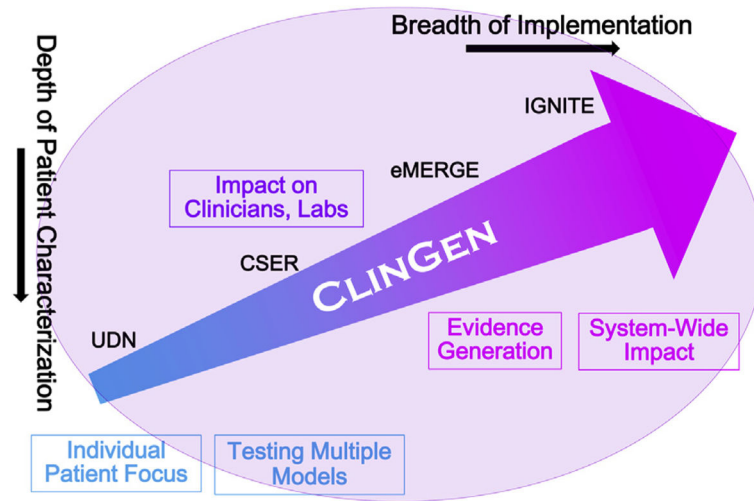 Breadth of Implementation
Depth of Patient Characterization
IGNITE
eMERGE
Impact on
Clinicians, Labs
CSER
CLINGEN
UDN
Evidence
Generation
System-Wide
Impact
Individual
Patient Focus
Testing Multiple
Models